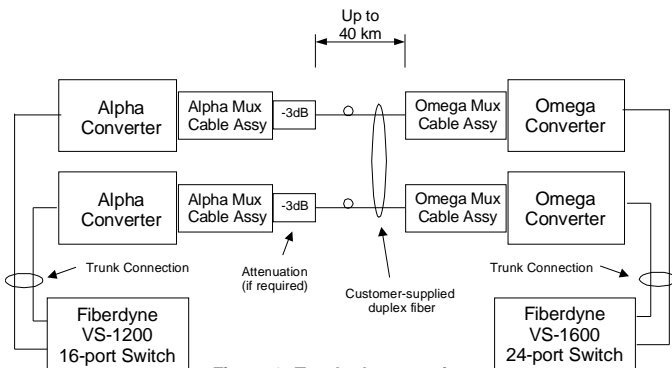 Up to
40 km
Alpha
Converter
Alpha Mux
Cable Assy
-3dB
Omega Mux
Cable Assy
Omega
Converter
Alpha
Converter
Alpha Mux
Cable Assy
-3dB
Omega Mux
Cable Assy
Omega
Converter
Trunk Connection
Attenuation
(if required)
Customer-supplied
duplex fiber
Trunk Connection
Fiberdyne
VS-1200
16-port Switch
Fiberdyne
VS-1600
24-port Switch